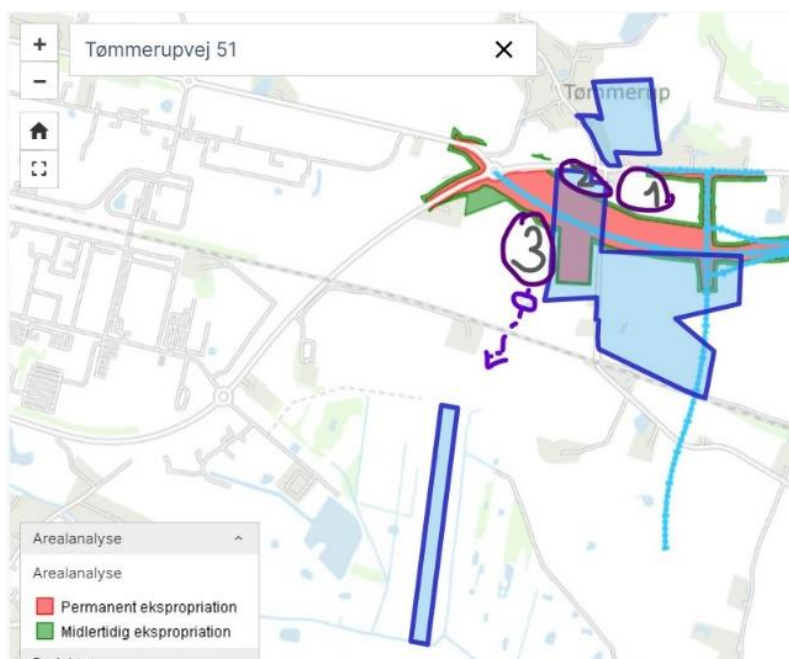 +
Tømmerupvej 51 X
−
Tømmerup
2
1
3
Arealanalyse
Arealanalyse
Permanent ekspropriation
Midlertidig ekspropriation